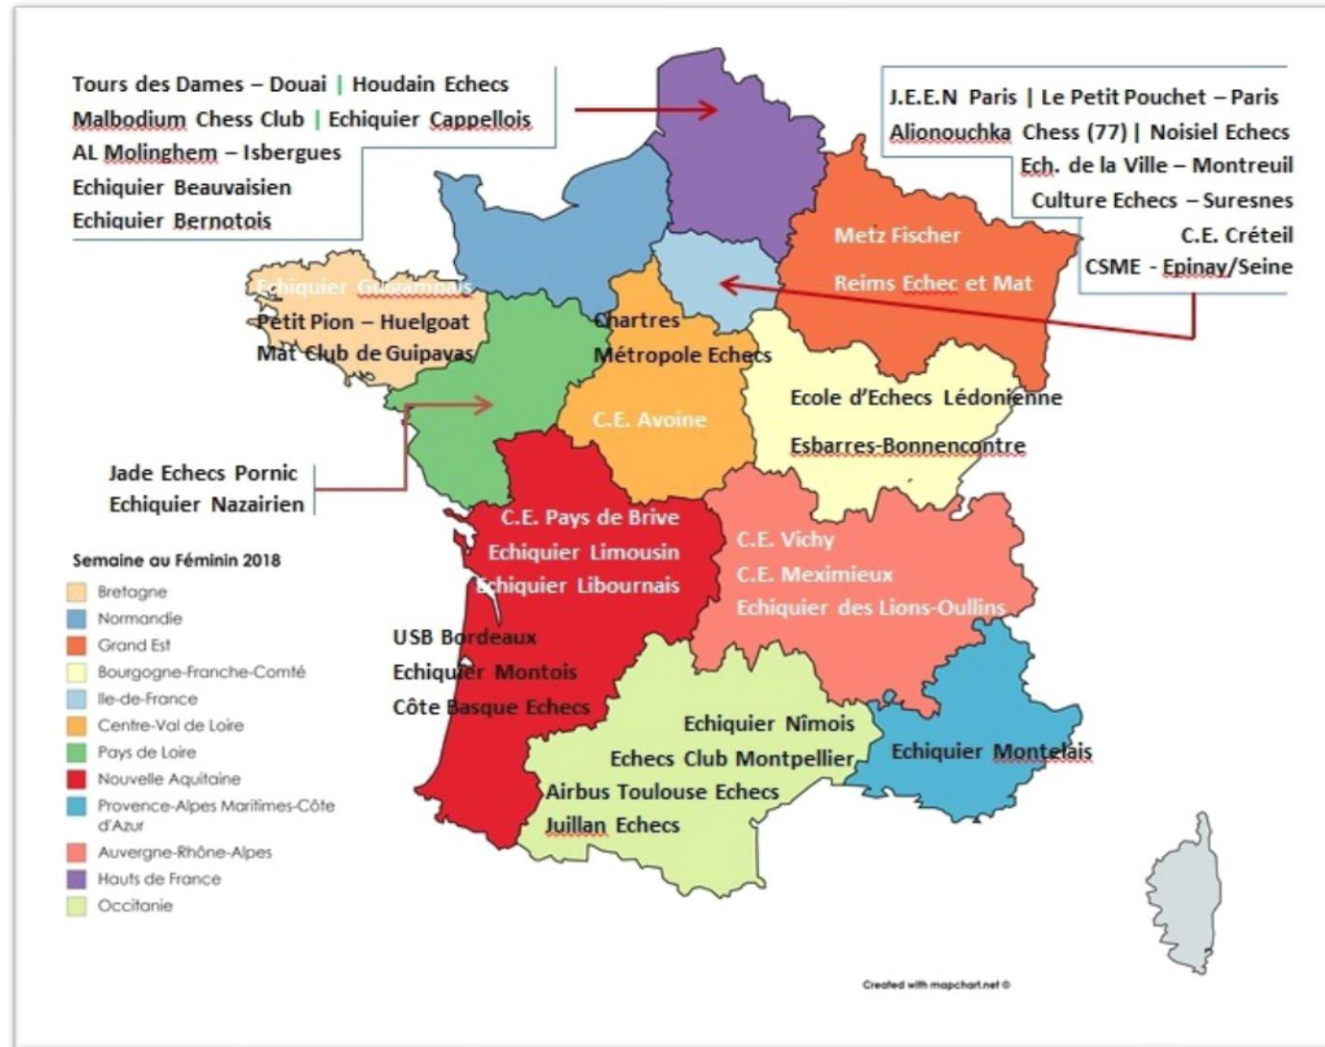 Tours des Dames – Douai | Houdain Echecs
Malbodium Chess Club | Echiquier Cappellois
AL Molinghem – Isbergues
Echiquier Beauvaisien
Echiquier Bernotois
J.E.E.N Paris | Le Petit Pouchet – Paris
Alionouchka Chess (77) | Noisiel Echecs
Ech. de la Ville – Montreuil
Culture Echecs – Suresnes
C.E. Créteil
CSME - Epinay/Seine
Metz Fischer
Reims Echec et Mat
Echiquier Guigampais
Petit Pion – Huelgoat
Mat Club de Guipavas
Chartres
Métropole Echecs
C.E. Avoine
Ecole d'Echecs Lédonienne
Esbarres-Bonnencontre
Jade Echecs Pornic
Echiquier Nazairien
C.E. Pays de Brive
Echiquier Limousin
Echiquier Libournais
USB Bordeaux
Echiquier Montois
Côte Basque Echecs
C.E. Vichy
C.E. Meximieux
Echiquier des Lions-Oullins
Echiquier Nîmois
Echecs Club Montpellier
Airbus Toulouse Echecs
Juillan Echecs
Echiquier Montelais
Semaine au Féminin 2018
Bretagne
Normandie
Grand Est
Bourgogne-Franche-Comté
Ile-de-France
Centre-Val de Loire
Pays de Loire
Nouvelle Aquitaine
Provence-Alpes Maritimes-Côte
d'Azur
Auvergne-Rhône-Alpes
Hauts de France
Occitanie
Created with mapchart.net ©